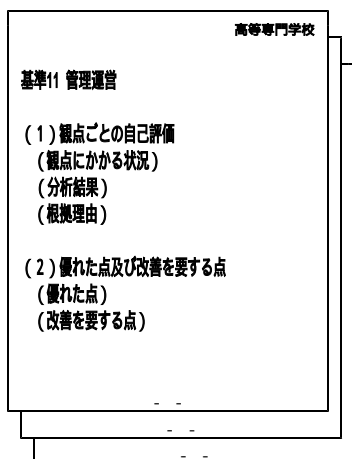 高等専門学校
基準11 管理運営
(1)観点ごとの自己評価
(観点にかかる状況)
(分析結果)
(根拠理由)
(2)優れた点及び改善を要する点
(優れた点)
(改善を要する点)
- -
- -
- -